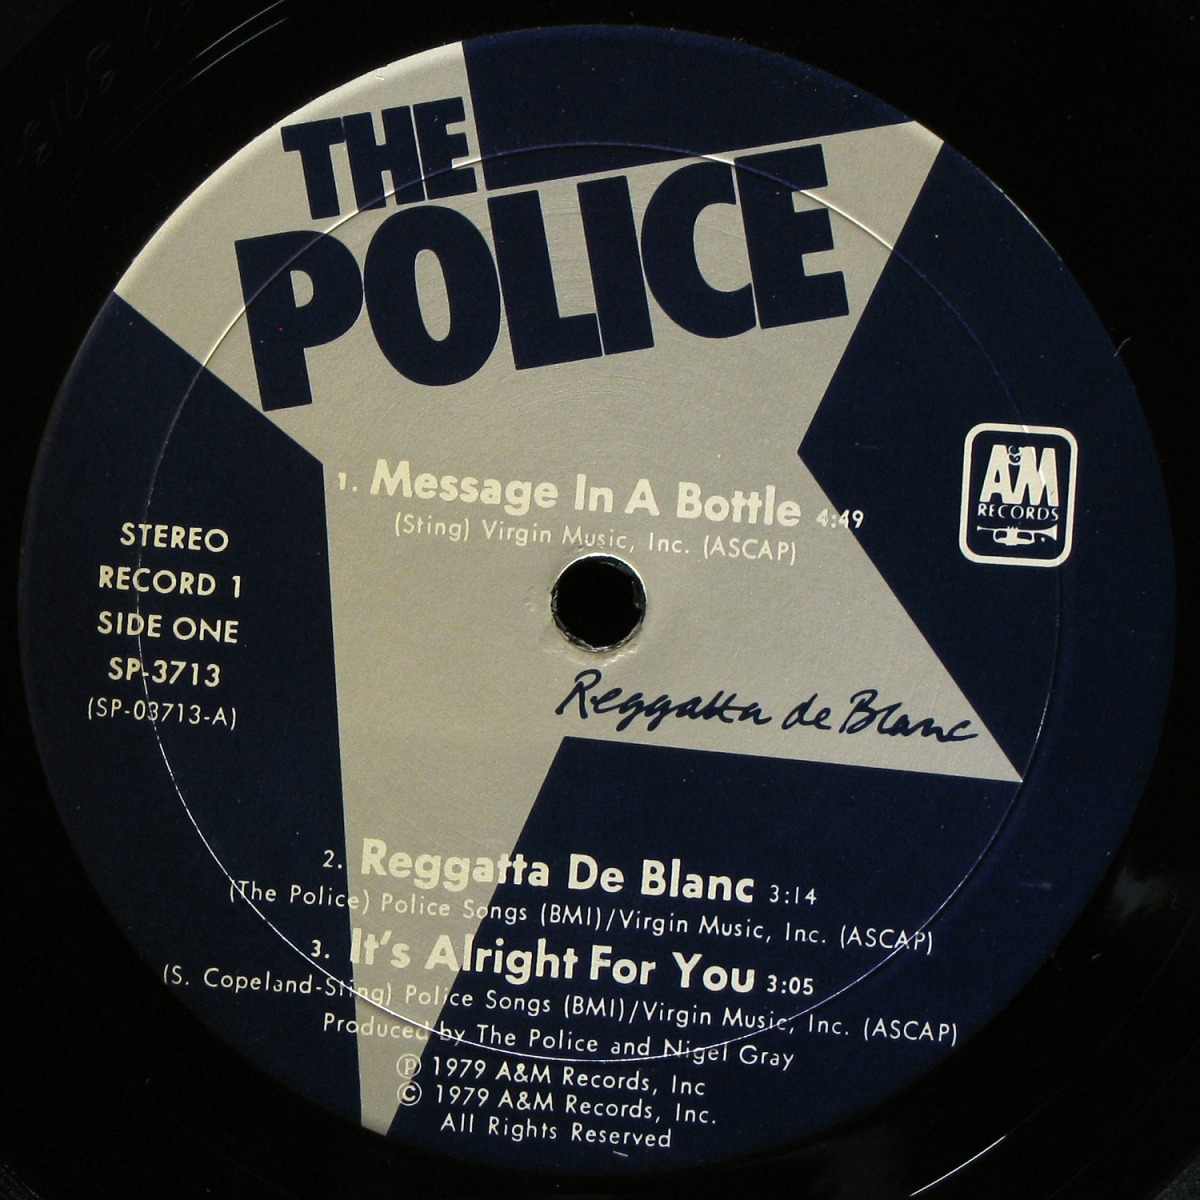 THE
POLICE
1. Message In A Bottle 4:49
(Sting) Virgin Music, Inc. (ASCAP)
A&M
RECORDS
STEREO
RECORD 1
SIDE ONE
SP-3713
(SP-03713-A)
Reggatta de Blanc
2. Reggatta De Blanc 3:14
(The Police) Police Songs (BMI)/Virgin Music, Inc. (ASCAP)
3. It's Alright For You 3:05
(S. Copeland-Sting) Police Songs (BMI)/Virgin Music, Inc. (ASCAP)
Produced by The Police and Nigel Gray
Ⓟ 1979 A&M Records, Inc
© 1979 A&M Records, Inc.
All Rights Reserved